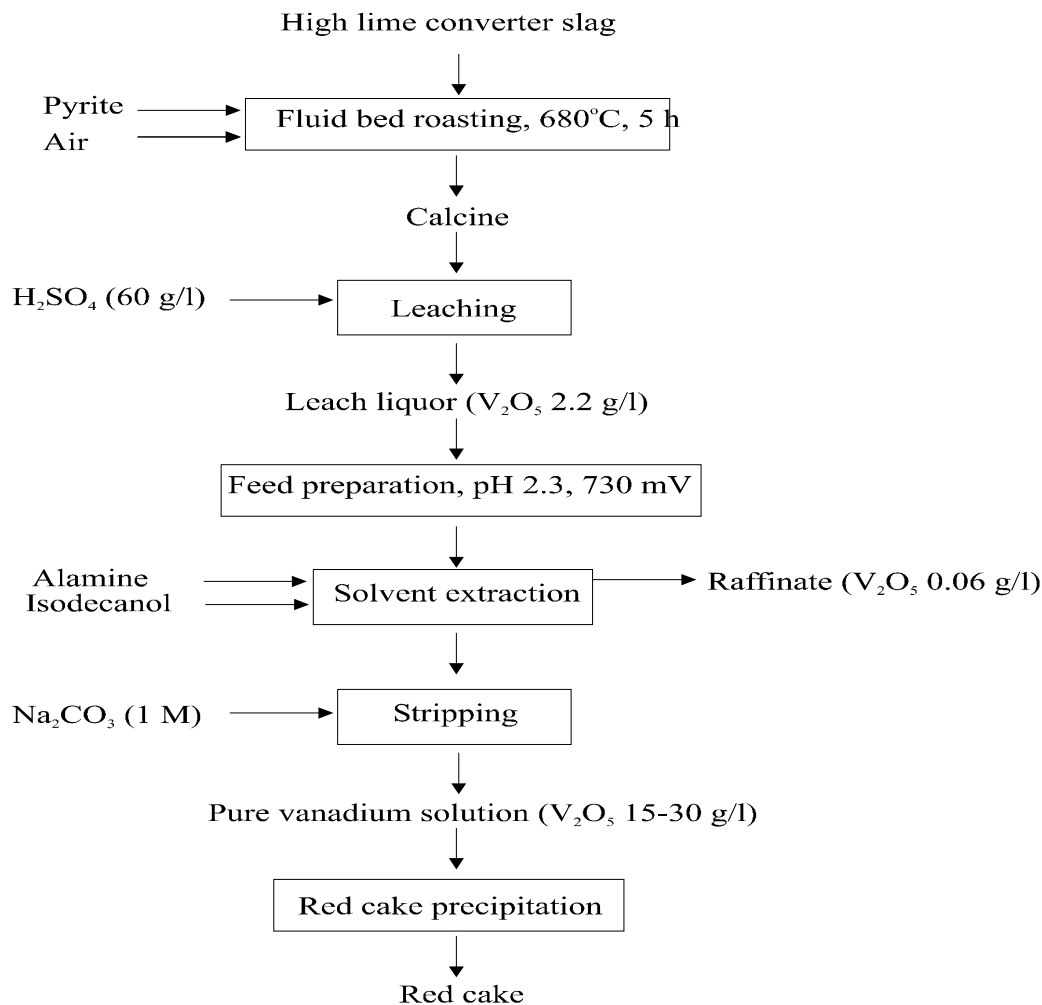 High lime converter slag
Pyrite
Air
Fluid bed roasting, 680°C, 5 h
Calcine
H₂SO₄ (60 g/l)
Leaching
Leach liquor (V₂O₅ 2.2 g/l)
Feed preparation, pH 2.3, 730 mV
Alamine
Isodecanol
Solvent extraction
Raffinate (V₂O₅ 0.06 g/l)
Na₂CO₃ (1 M)
Stripping
Pure vanadium solution (V₂O₅ 15-30 g/l)
Red cake precipitation
Red cake